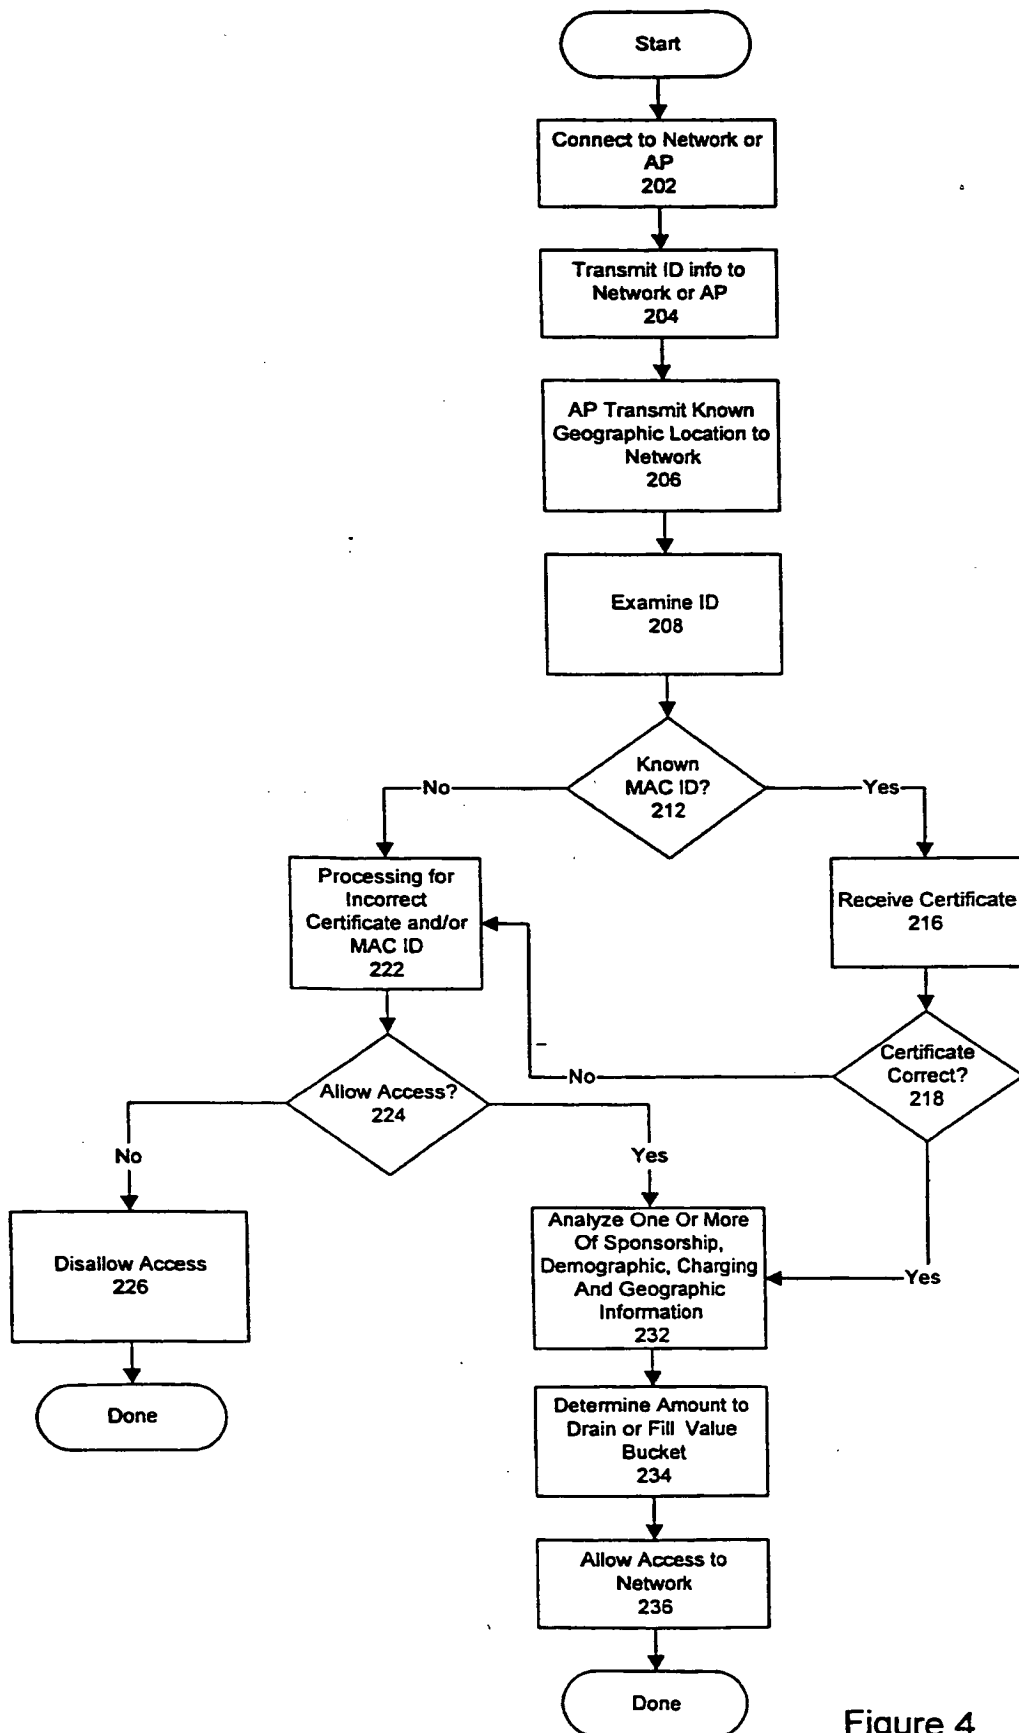 Start
Connect to Network or
AP
202
Transmit ID info to
Network or AP
204
AP Transmit Known
Geographic Location to
Network
206
Examine ID
208
Known
MAC ID?
212
No
Yes
Processing for
Incorrect
Certificate and/or
MAC ID
222
Receive Certificate
216
Certificate
Correct?
218
No
Allow Access?
224
No
Yes
Yes
Disallow Access
226
Analyze One Or More
Of Sponsorship,
Demographic, Charging
And Geographic
Information
232
Done
Determine Amount to
Drain or Fill Value
Bucket
234
Allow Access to
Network
236
Done
Figure 4